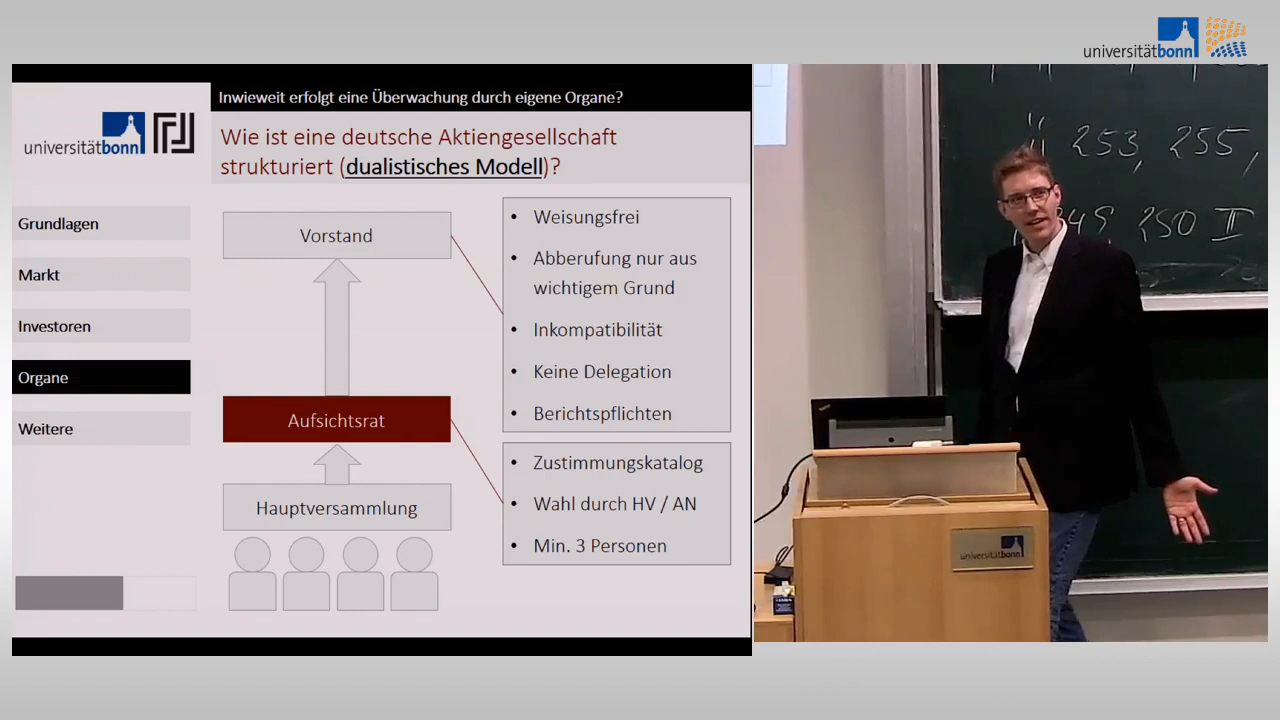 universitätbonn
Inwieweit erfolgt eine Überwachung durch eigene Organe?
universitätbonn
Wie ist eine deutsche Aktiengesellschaft
strukturiert (dualistisches Modell)?
Grundlagen
Markt
Investoren
Organe
Weitere
Vorstand
Aufsichtsrat
Hauptversammlung
• Weisungsfrei
• Abberufung nur aus
wichtigem Grund
• Inkompatibilität
• Keine Delegation
• Berichtspflichten
• Zustimmungskatalog
• Wahl durch HV / AN
• Min. 3 Personen
253, 255,
250 II
universitätbonn